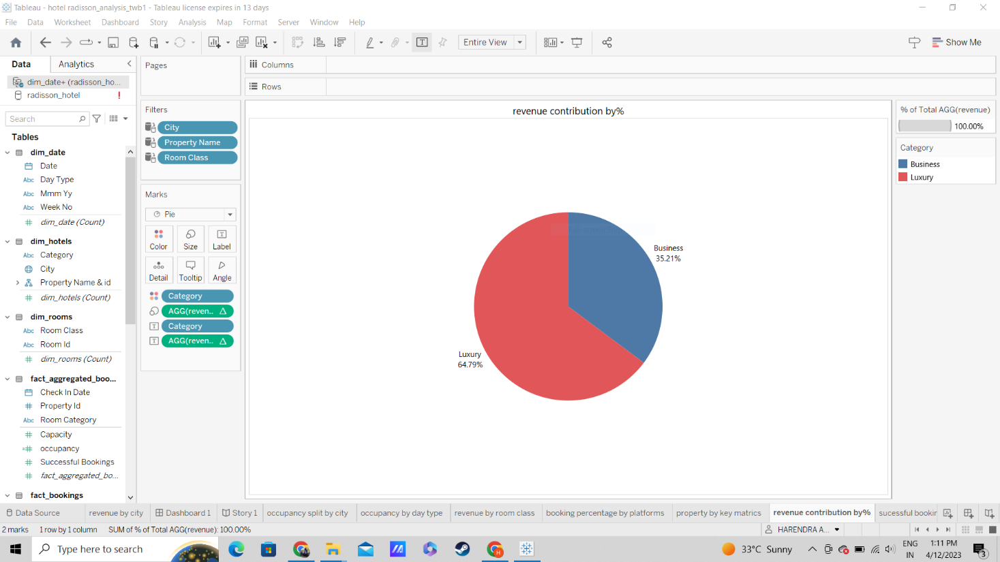 Tableau - hotel radisson_analysis_twb1 - Tableau license expires in 13 days
File Data Worksheet Dashboard Story Analysis Map Format Server Window Help
Entire View
Show Me
Data Analytics
dim_date+ (radisson_ho...
radisson_hotel !
Search
Tables
dim_date
Date
Abc Day Type
Abc Mmm Yy
Abc Week No
dim_date (Count)
dim_hotels
Abc Category
City
Property Name & id
dim_hotels (Count)
dim_rooms
Abc Room Class
Abc Room Id
dim_rooms (Count)
fact_aggregated_boo...
Check In Date
Property Id
Abc Room Category
Capacity
occupancy
Successful Bookings
fact_aggregated_bo...
fact_bookings
Pages
Filters
City
Property Name
Room Class
Marks
Pie
Color Size Label
Detail Tooltip Angle
Category
AGG(reven..
Category
AGG(reven..
Columns
Rows
revenue contribution by%
Business
35.21%
Luxury
64.79%
% of Total AGG(revenue)
100.00%
Category
Business
Luxury
Data Source revenue by city Dashboard 1 Story 1 occupancy split by city occupancy by day type revenue by room class booking percentage by platforms property by key matrics revenue contribution by% sucessful bookin
2 marks 1 row by 1 column SUM of % of Total AGG(revenue): 100.00%
HARENDRA A...
Type here to search
33°C Sunny
ENG
IN
1:11 PM
4/12/2023
3